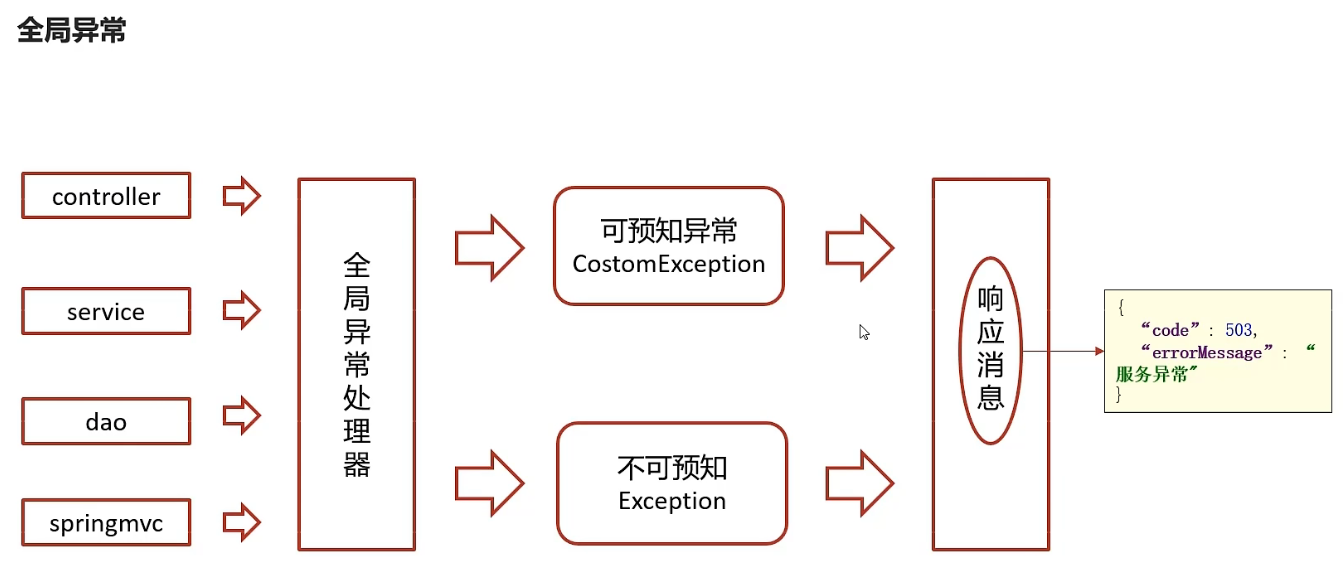 全局异常
controller
service
dao
springmvc
全局异常处理器
可预知异常
CostomException
不可预知
Exception
响应消息
{
“code”: 503,
“errorMessage”: “
服务异常"
}